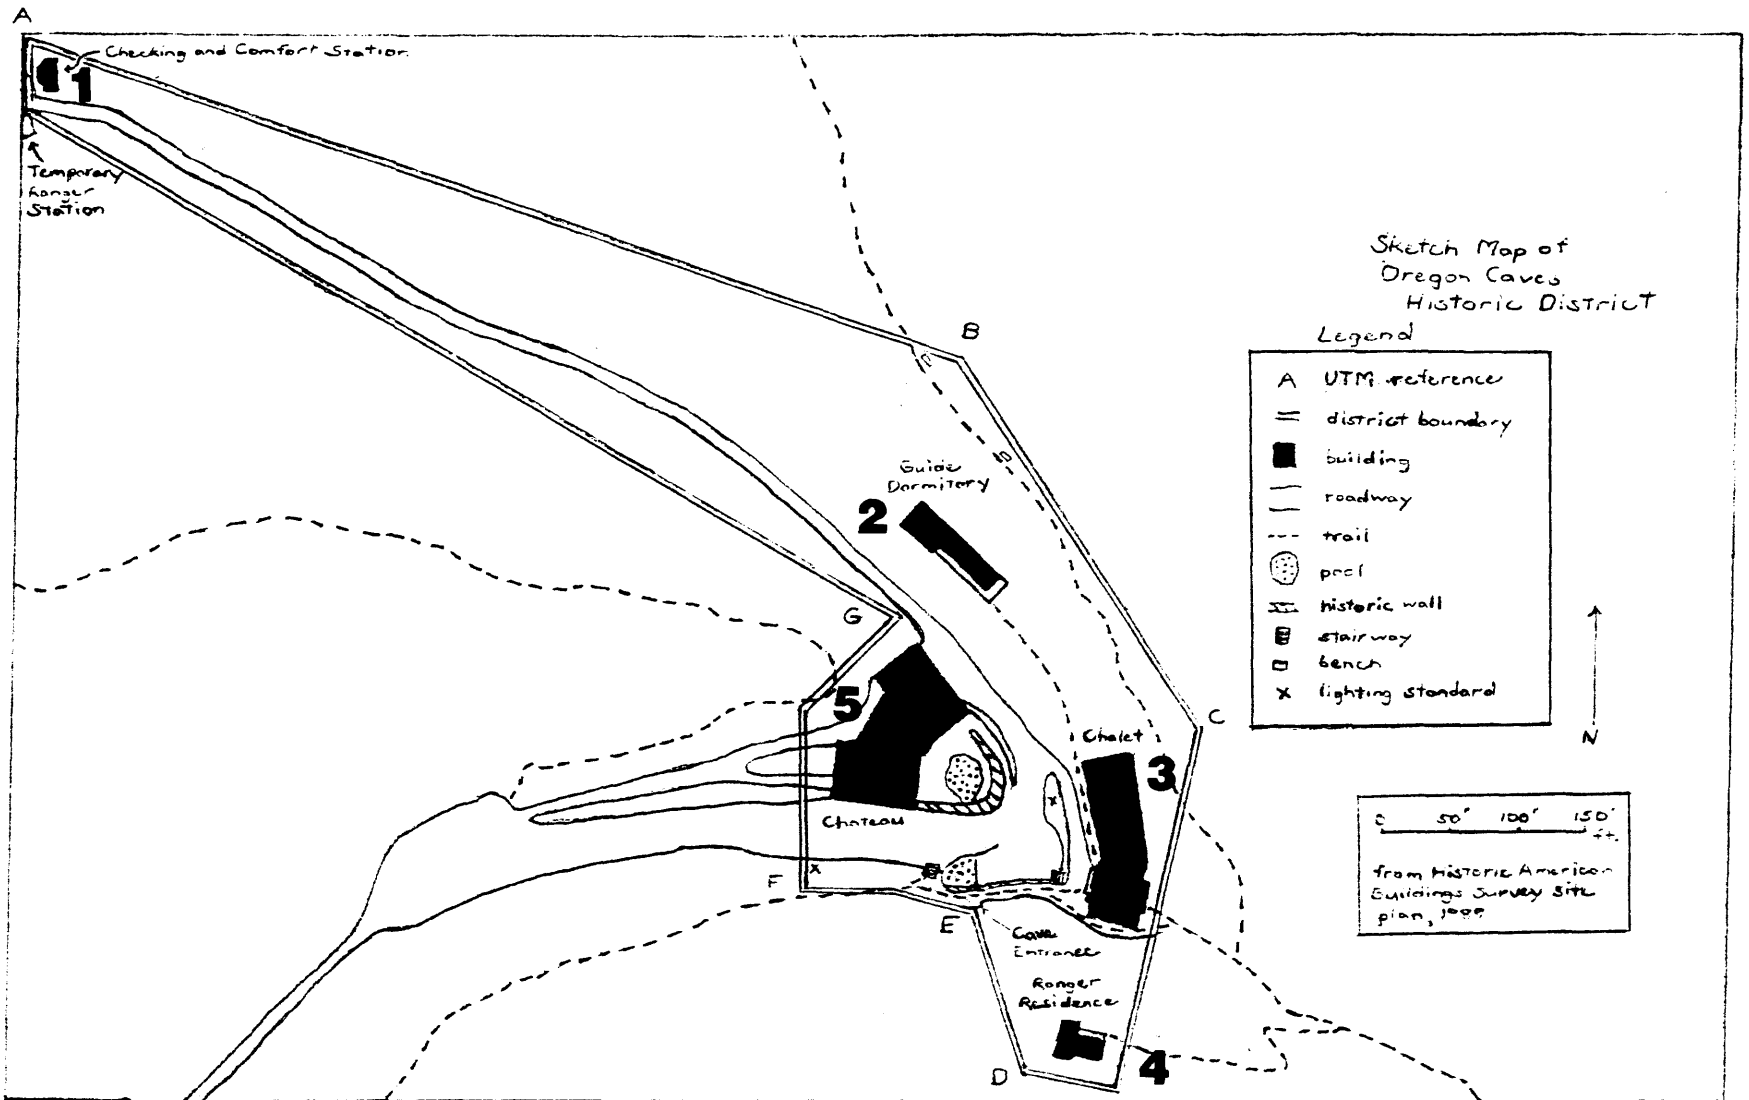 A
Checking and Comfort Station
1
Temporary
Ranger
Station
Sketch Map of
Oregon Caves
Historic District
B
Legend
A UTM reference
district boundary
building
roadway
trail
pool
historic wall
stairway
bench
x lighting standard
Guide
Dormitory
2
G
5
C
Chalet
3
N
Chateau
0 50' 100' 150'
ft.
from Historic American
Buildings Survey site
plan,
F
E
Cave
Entrance
Ranger
Residence
D
4